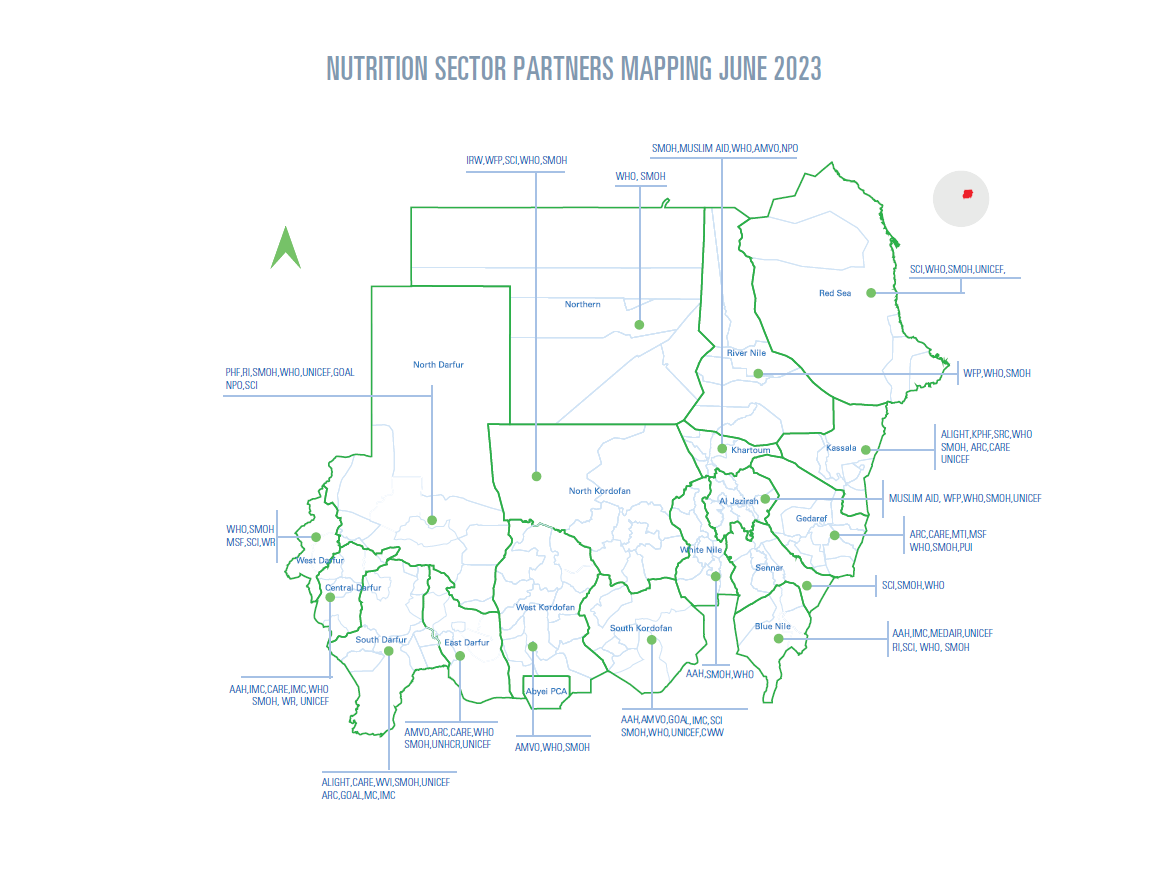 NUTRITION SECTOR PARTNERS MAPPING JUNE 2023
SMOH,MUSLIM AID,WHO,AMVO,NPO
IRW,WFP,SCI,WHO,SMOH
WHO, SMOH
SCI,WHO,SMOH,UNICEF,
Red Sea
Northern
River Nile
North Darfur
PHF,RI,SMOH,WHO,UNICEF,GOAL
NPO,SCI
WFP,WHO,SMOH
ALIGHT,KPHF,SRC,WHO
SMOH, ARC,CARE
UNICEF
Kassala
Khartoum
North Kordofan
Al Jazirah
MUSLIM AID, WFP,WHO,SMOH,UNICEF
Gedaref
ARC,CARE,MTI,MSF
WHO,SMOH,PUI
WHO,SMOH
MSF,SCI,WR
West Darfur
White Nile
Sennar
Central Darfur
SCI,SMOH,WHO
West Kordofan
South Kordofan
Blue Nile
AAH,IMC,MEDAIR,UNICEF
RI,SCI, WHO, SMOH
South Darfur
East Darfur
AAH,SMOH,WHO
Abyei PCA
AAH,IMC,CARE,IMC,WHO
SMOH, WR, UNICEF
AAH,AMVO,GOAL,IMC,SCI
SMOH,WHO,UNICEF,CWW
AMVO,ARC,CARE,WHO
SMOH,UNHCR,UNICEF
AMVO,WHO,SMOH
ALIGHT,CARE,WVI,SMOH,UNICEF
ARC,GOAL,MC,IMC